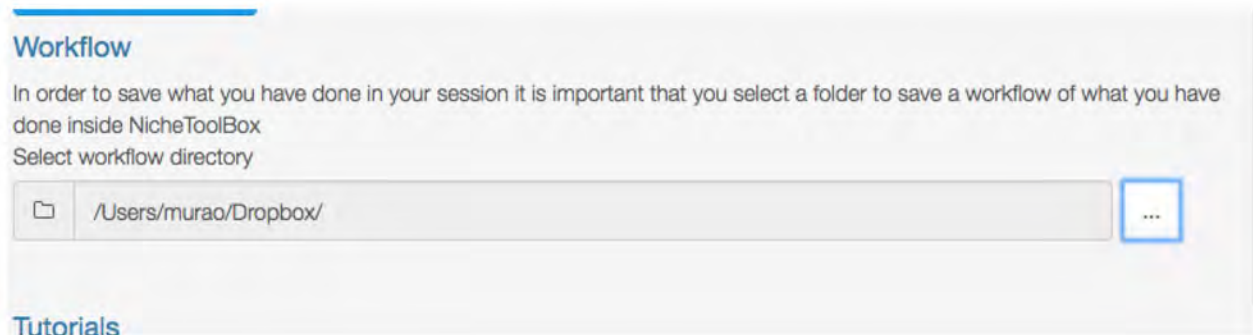 Workflow
In order to save what you have done in your session it is important that you select a folder to save a workflow of what you have
done inside NicheToolBox
Select workflow directory
/Users/murao/Dropbox/
...
Tutorials